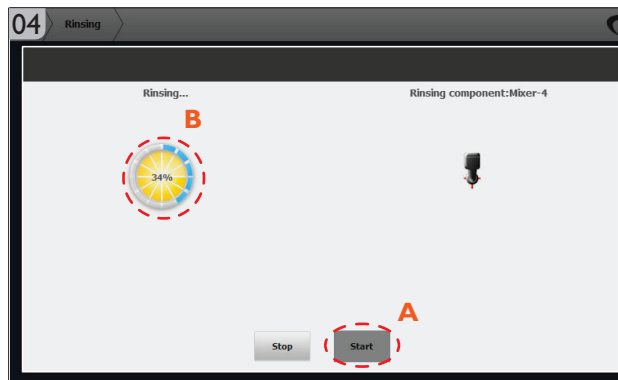 04 Rinsing
Rinsing... Rinsing component:Mixer-4
B
34%
A
Stop Start